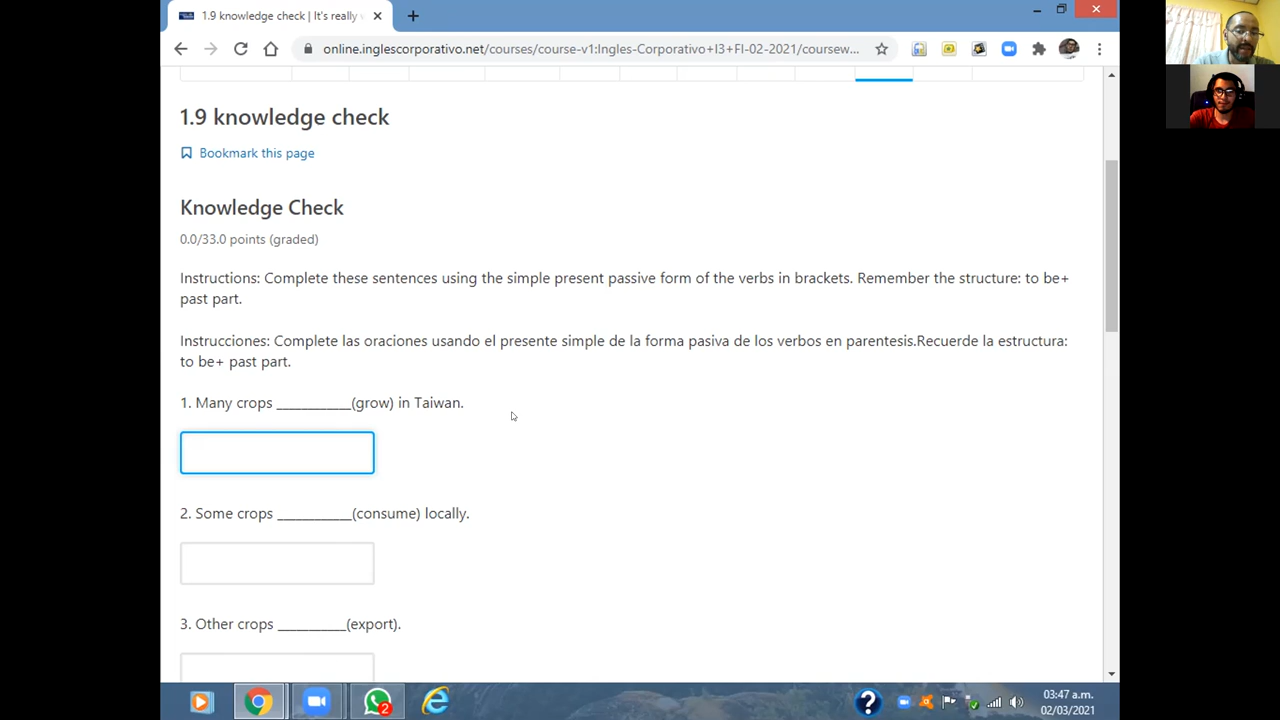 1.9 knowledge check | It's really
online.inglescorporativo.net/courses/course-v1:Ingles-Corporativo+I3+FI-02-2021/coursew...
1.9 knowledge check
Bookmark this page
Knowledge Check
0.0/33.0 points (graded)
Instructions: Complete these sentences using the simple present passive form of the verbs in brackets. Remember the structure: to be+
past part.
Instrucciones: Complete las oraciones usando el presente simple de la forma pasiva de los verbos en parentesis.Recuerde la estructura:
to be+ past part.
1. Many crops ____________(grow) in Taiwan.
2. Some crops ____________(consume) locally.
3. Other crops ___________(export).
2
03:47 a.m.
02/03/2021